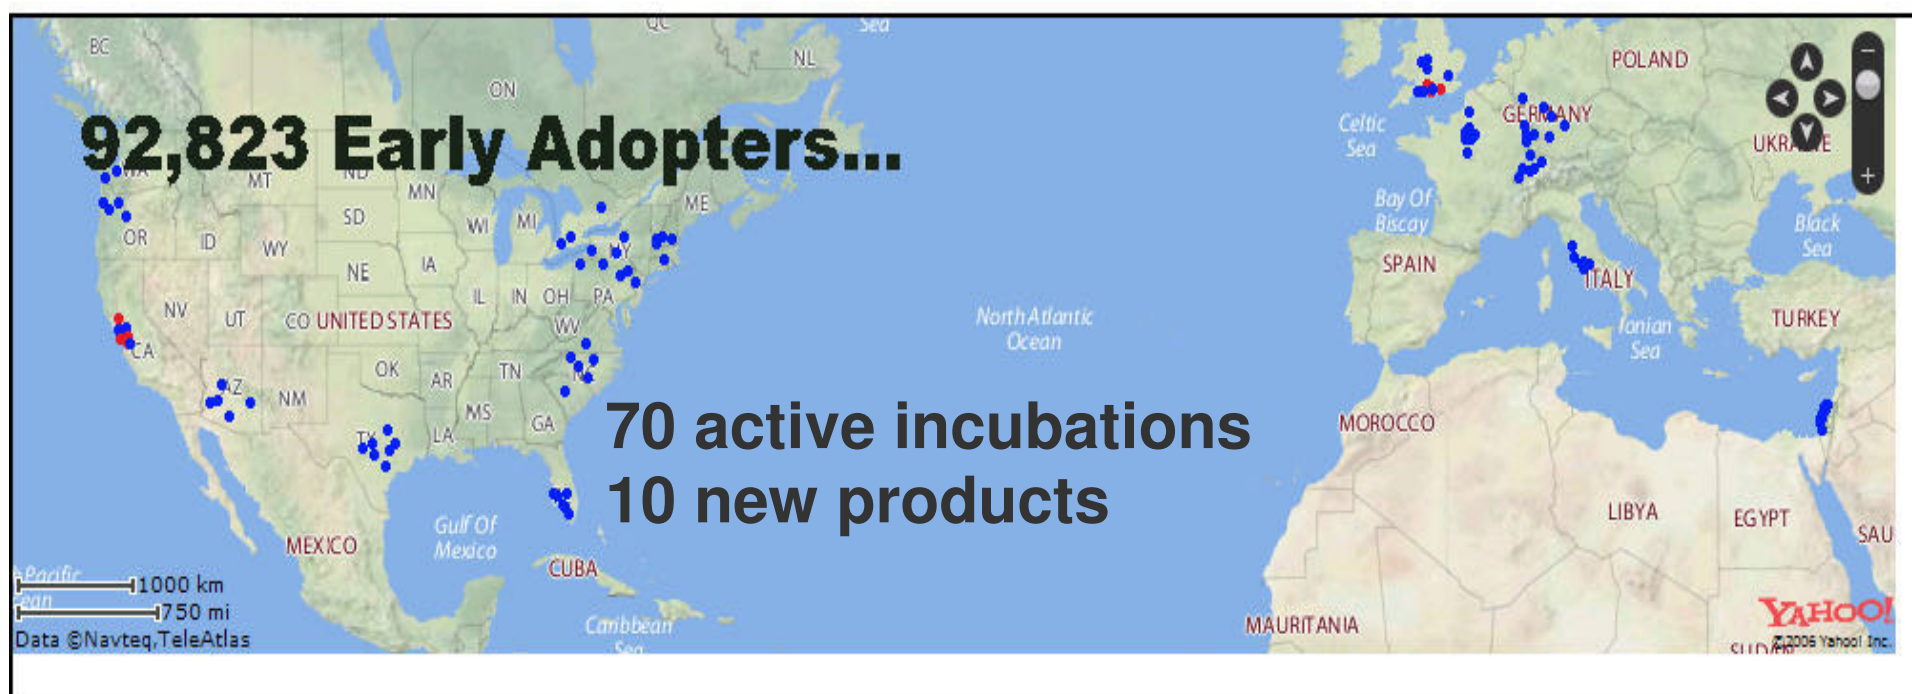 QC
Sea
BC
NL
POLAND
ON
92,823 Early Adopters...
GERMANY
Celtic
Sea
UKRAINE
WA
MT
ND
MN
ME
SD
WI
MI
Bay Of
Biscay
Black
Sea
OR
ID
WY
NY
NE
IA
SPAIN
ITALY
NV
UT
CO
UNITED STATES
IL
IN
OH
PA
WV
North Atlantic
Ocean
Ionian
Sea
TURKEY
CA
OK
AR
TN
AZ
NM
MS
GA
TX
LA
70 active incubations
10 new products
MOROCCO
LIBYA
EGYPT
SAU
Gulf Of
Mexico
MEXICO
CUBA
h Pacific
ean
1000 km
750 mi
Caribbean
Sea
MAURITANIA
YAHOO!
Data ©Navteq,TeleAtlas
©2006 Yahoo! Inc.